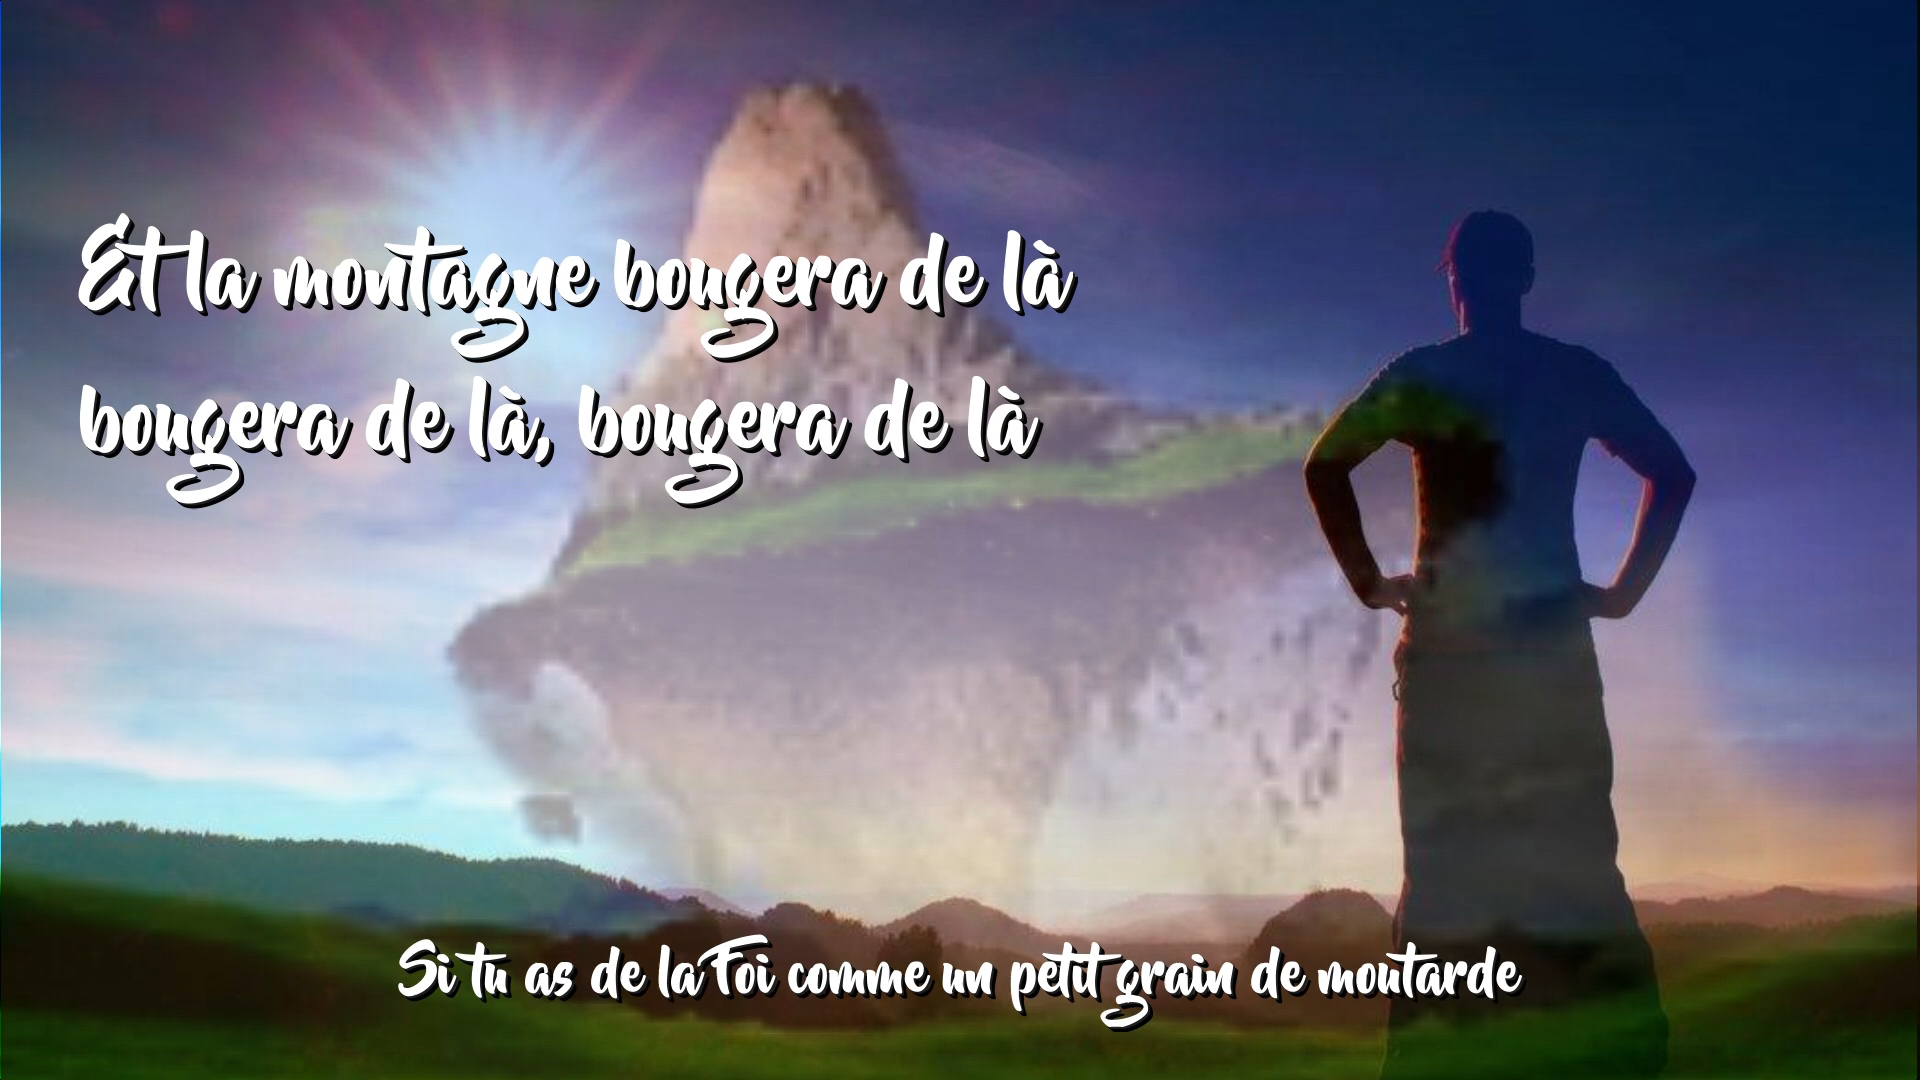 Et la montagne bougera de là
bougera de là, bougera de là
Si tu as de la Foi comme un petit grain de moutarde